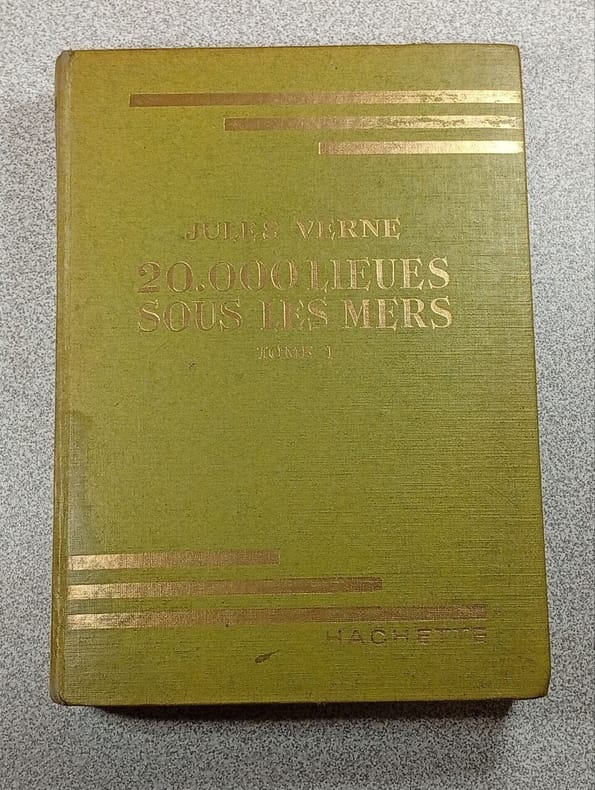 JULES VERNE
20.000 LIEUES
SOUS LES MERS
TOME I
HACHETTE